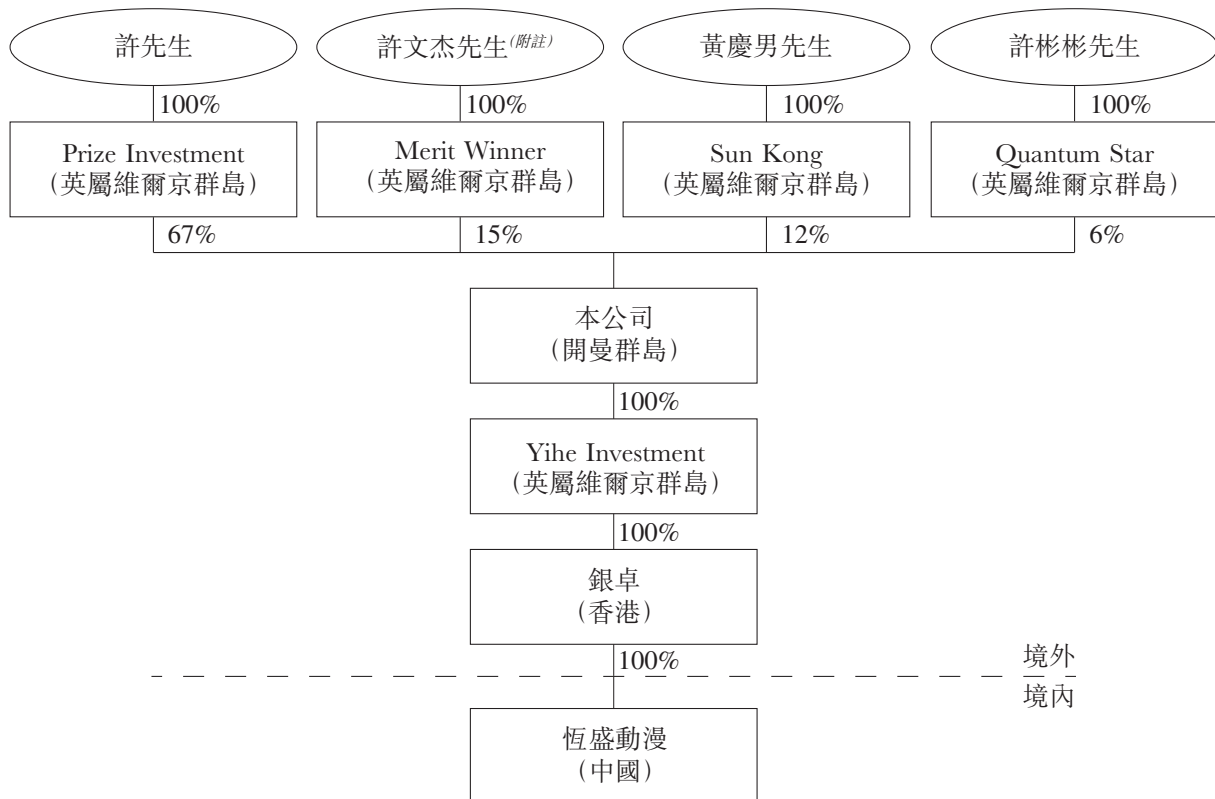 許先生
許文杰先生(附註)
黃慶男先生
許彬彬先生
100%
100%
100%
100%
Prize Investment
(英屬維爾京群島)
Merit Winner
(英屬維爾京群島)
Sun Kong
(英屬維爾京群島)
Quantum Star
(英屬維爾京群島)
67%
15%
12%
6%
本公司
(開曼群島)
100%
Yihe Investment
(英屬維爾京群島)
100%
銀卓
(香港)
100%
境外
境內
恆盛動漫
(中國)